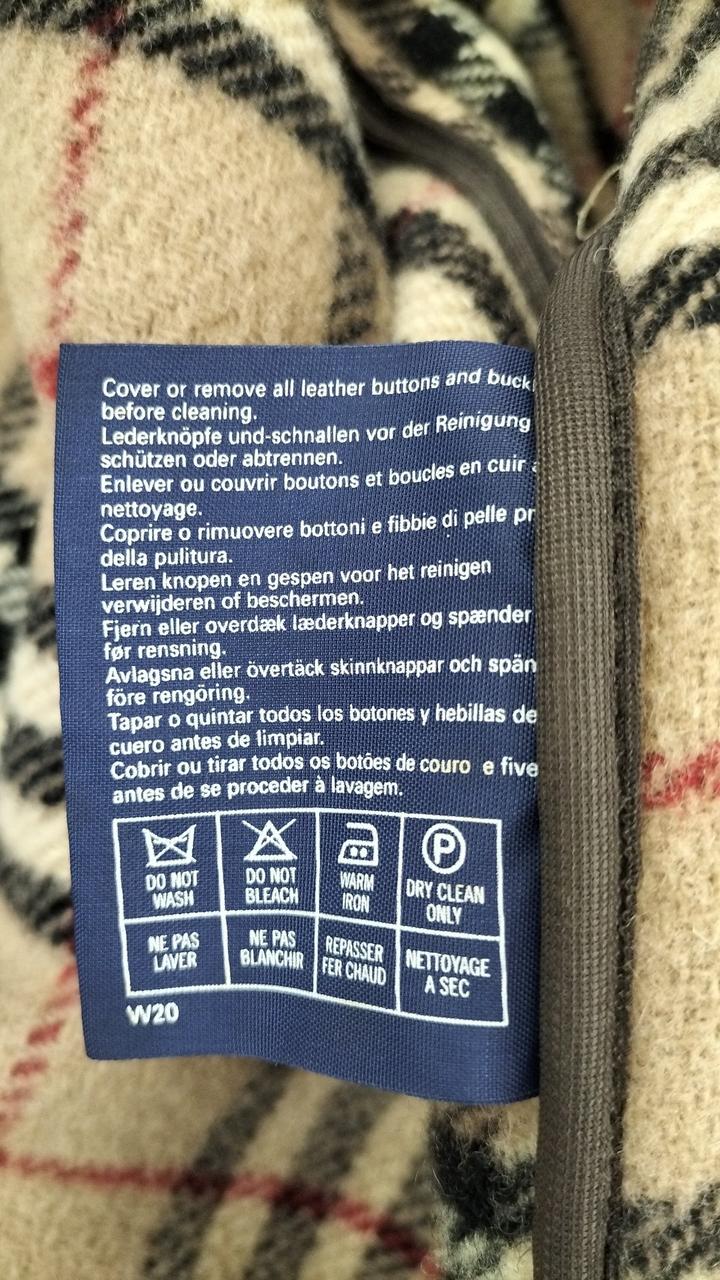 Cover or remove all leather buttons and buck
before cleaning.
Lederknöpfe und-schnallen vor der Reinigung
schützen oder abtrennen.
Enlever ou couvrir boutons et boucles en cuir
nettoyage.
Coprire o rimuovere bottoni e fibbie di pelle pr
della pulitura.
Leren knopen en gespen voor het reinigen
verwijderen of beschermen.
Fjern eller overdæk læderknapper og spænder
før rensning.
Avlagsna eller övertäck skinnknappar och spän
före rengöring.
Tapar o quintar todos los botones y hebillas de
cuero antes de limpiar.
Cobrir ou tirar todos os botões de couro e five
antes de se proceder à lavagem.
P
DO NOT WASH
DO NOT BLEACH
WARM IRON
DRY CLEAN ONLY
NE PAS LAVER
NE PAS BLANCHIR
REPASSER FER CHAUD
NETTOYAGE A SEC
W20